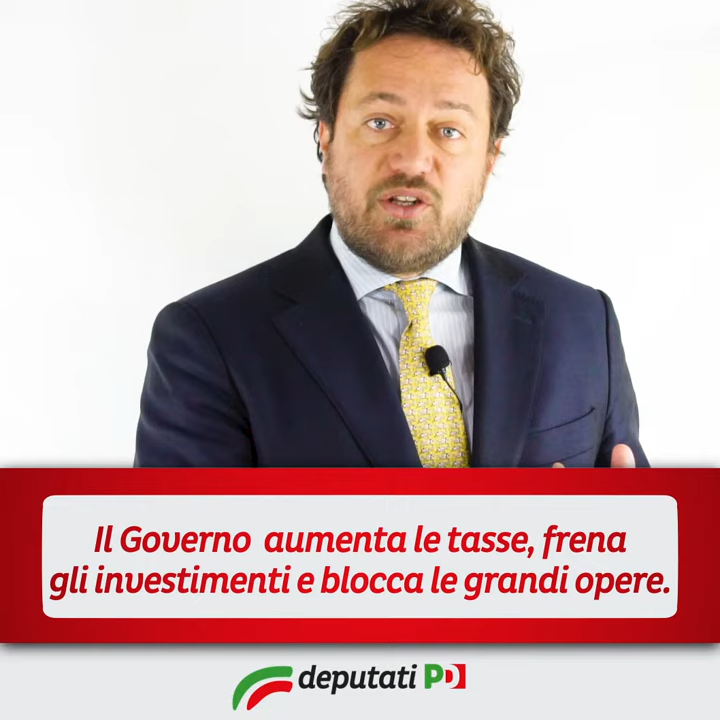 Il Governo aumenta le tasse, frena
gli investimenti e blocca le grandi opere.
deputati PD